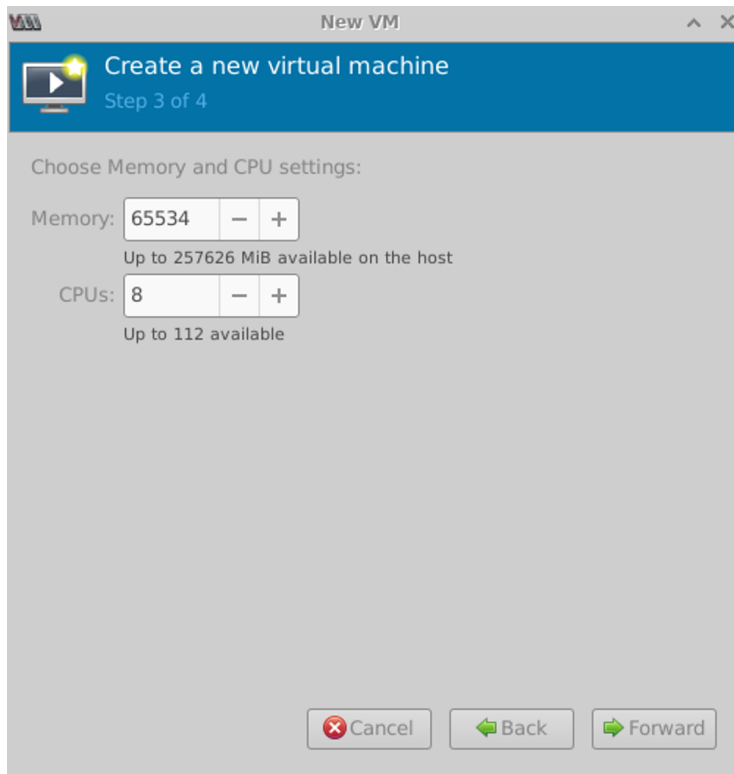 New VM
Create a new virtual machine
Step 3 of 4
Choose Memory and CPU settings:
Memory: 65534 − +
Up to 257626 MiB available on the host
CPUs: 8 − +
Up to 112 available
Cancel Back Forward